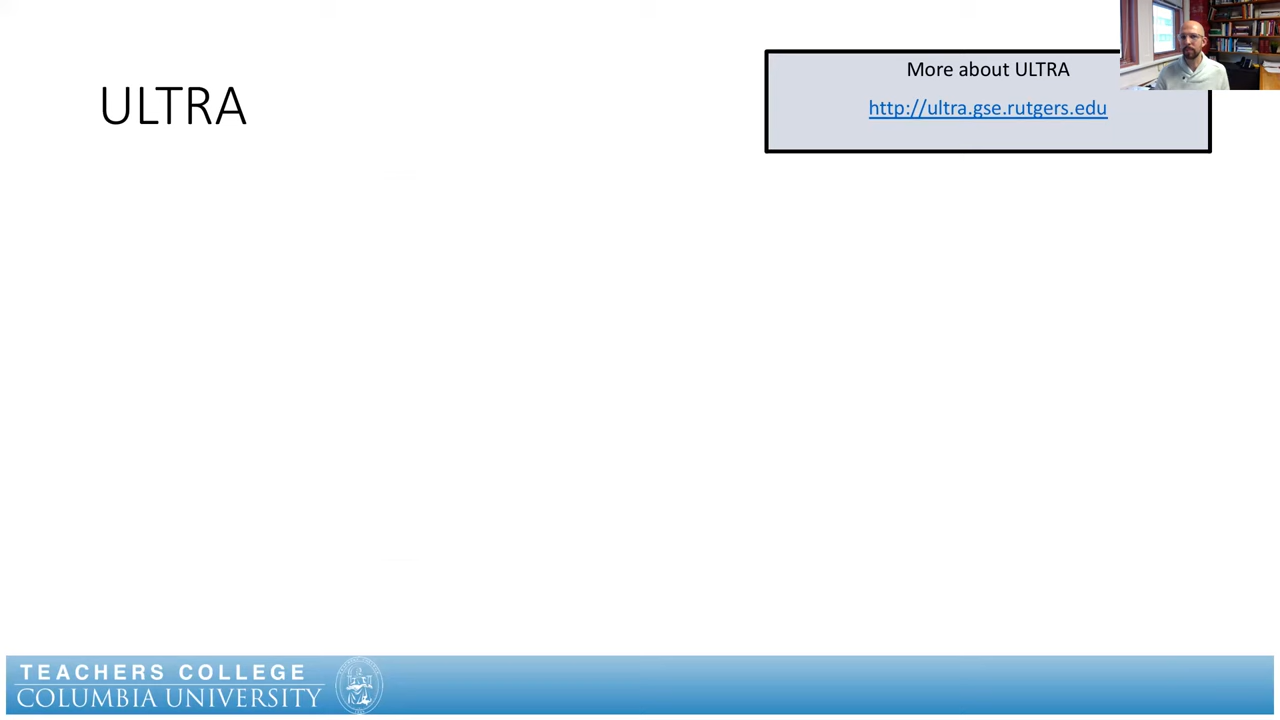 ULTRA
More about ULTRA
http://ultra.gse.rutgers.edu
TEACHERS COLLEGE
COLUMBIA UNIVERSITY